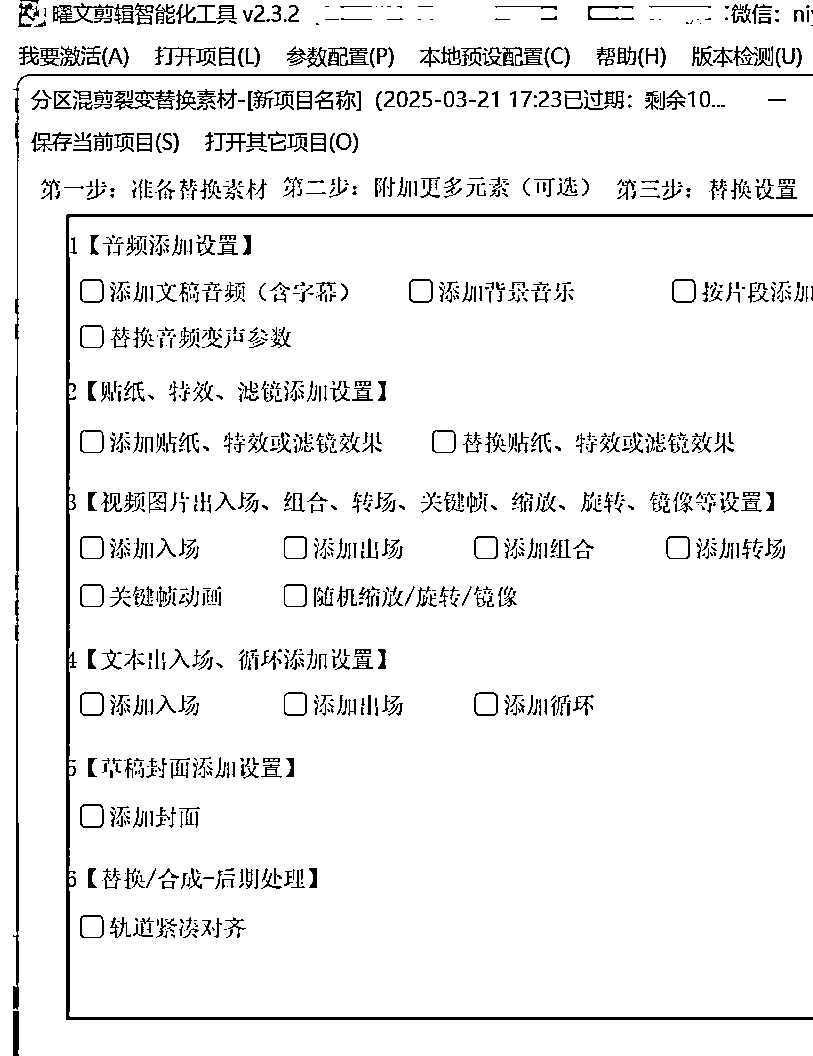 曜文剪辑智能化工具 v2.3.2 :微信：niy
我要激活(A) 打开项目(L) 参数配置(P) 本地预设配置(C) 帮助(H) 版本检测(U)
分区混剪裂变替换素材-[新项目名称] (2025-03-21 17:23已过期：剩余10... —
保存当前项目(S) 打开其它项目(O)
第一步：准备替换素材 第二步：附加更多元素（可选） 第三步：替换设置
1【音频添加设置】
添加文稿音频（含字幕） 添加背景音乐 按片段添加
替换音频变声参数
2【贴纸、特效、滤镜添加设置】
添加贴纸、特效或滤镜效果 替换贴纸、特效或滤镜效果
3【视频图片出入场、组合、转场、关键帧、缩放、旋转、镜像等设置】
添加入场 添加出场 添加组合 添加转场
关键帧动画 随机缩放/旋转/镜像
4【文本出入场、循环添加设置】
添加入场 添加出场 添加循环
5【草稿封面添加设置】
添加封面
6【替换/合成-后期处理】
轨道紧凑对齐